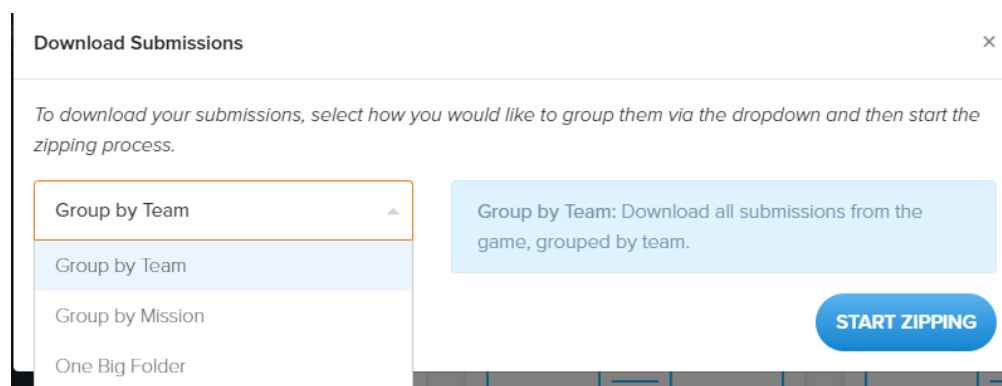 Download Submissions ×
To download your submissions, select how you would like to group them via the dropdown and then start the
zipping process.
Group by Team
Group by Team: Download all submissions from the
game, grouped by team.
Group by Team
Group by Mission
One Big Folder
START ZIPPING